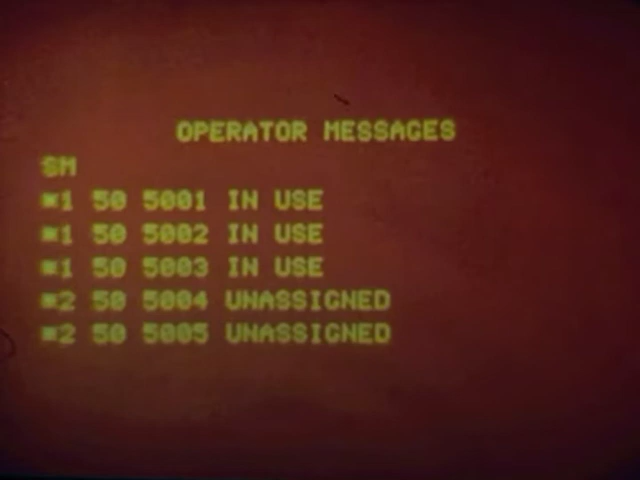 OPERATOR MESSAGES
SM
*1 50 5001 IN USE
*1 50 5002 IN USE
*1 50 5003 IN USE
*2 50 5004 UNASSIGNED
*2 50 5005 UNASSIGNED